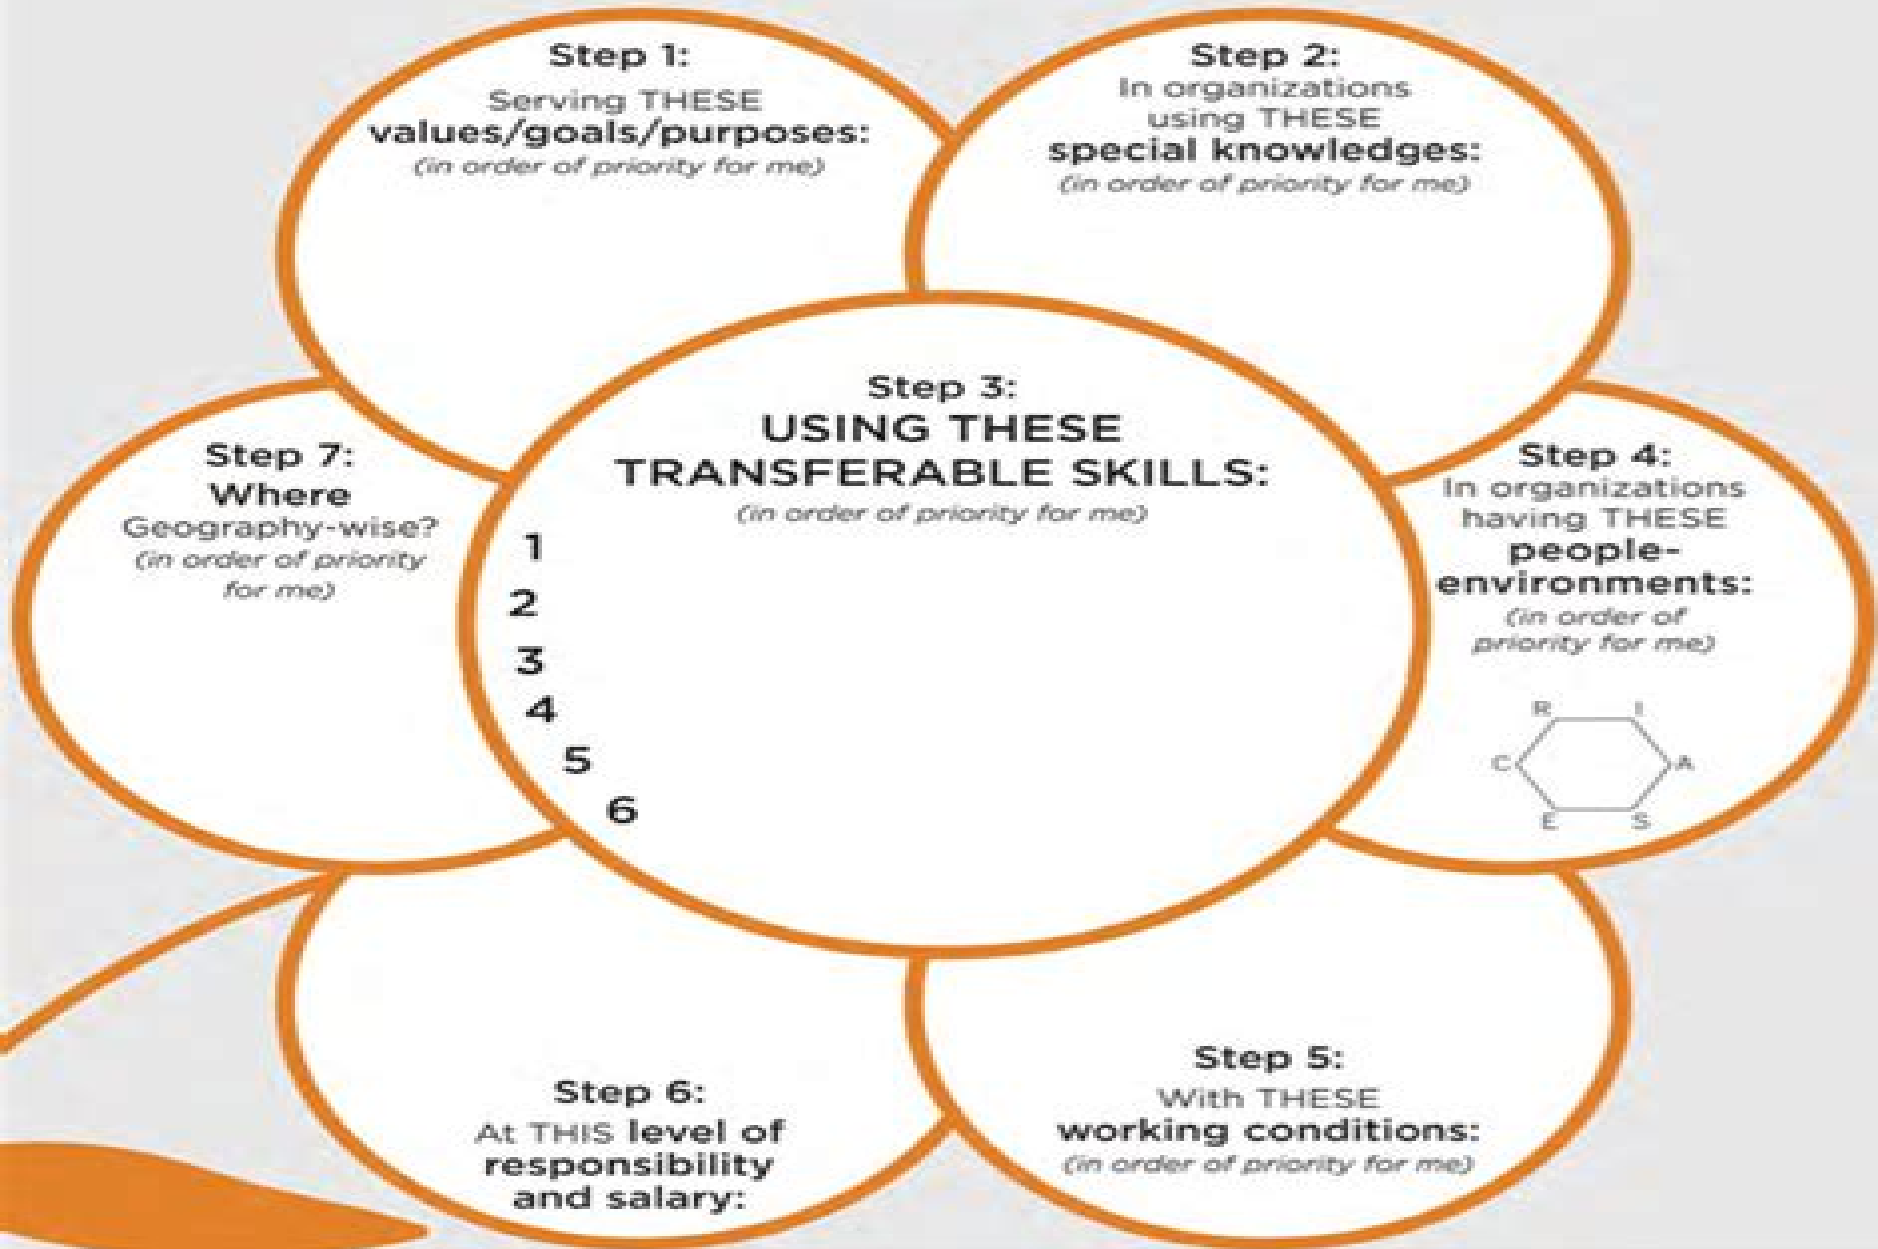 Step 1:
Serving THESE
values/goals/purposes:
(in order of priority for me)
Step 2:
In organizations
using THESE
special knowledges:
(in order of priority for me)
Step 3:
USING THESE
TRANSFERABLE SKILLS:
(in order of priority for me)
1
2
3
4
5
6
Step 4:
In organizations
having THESE
people-
environments:
(in order of
priority for me)
R I
C A
E S
Step 5:
With THESE
working conditions:
(in order of priority for me)
Step 6:
At THIS level of
responsibility
and salary:
Step 7:
Where
Geography-wise?
(in order of priority
for me)